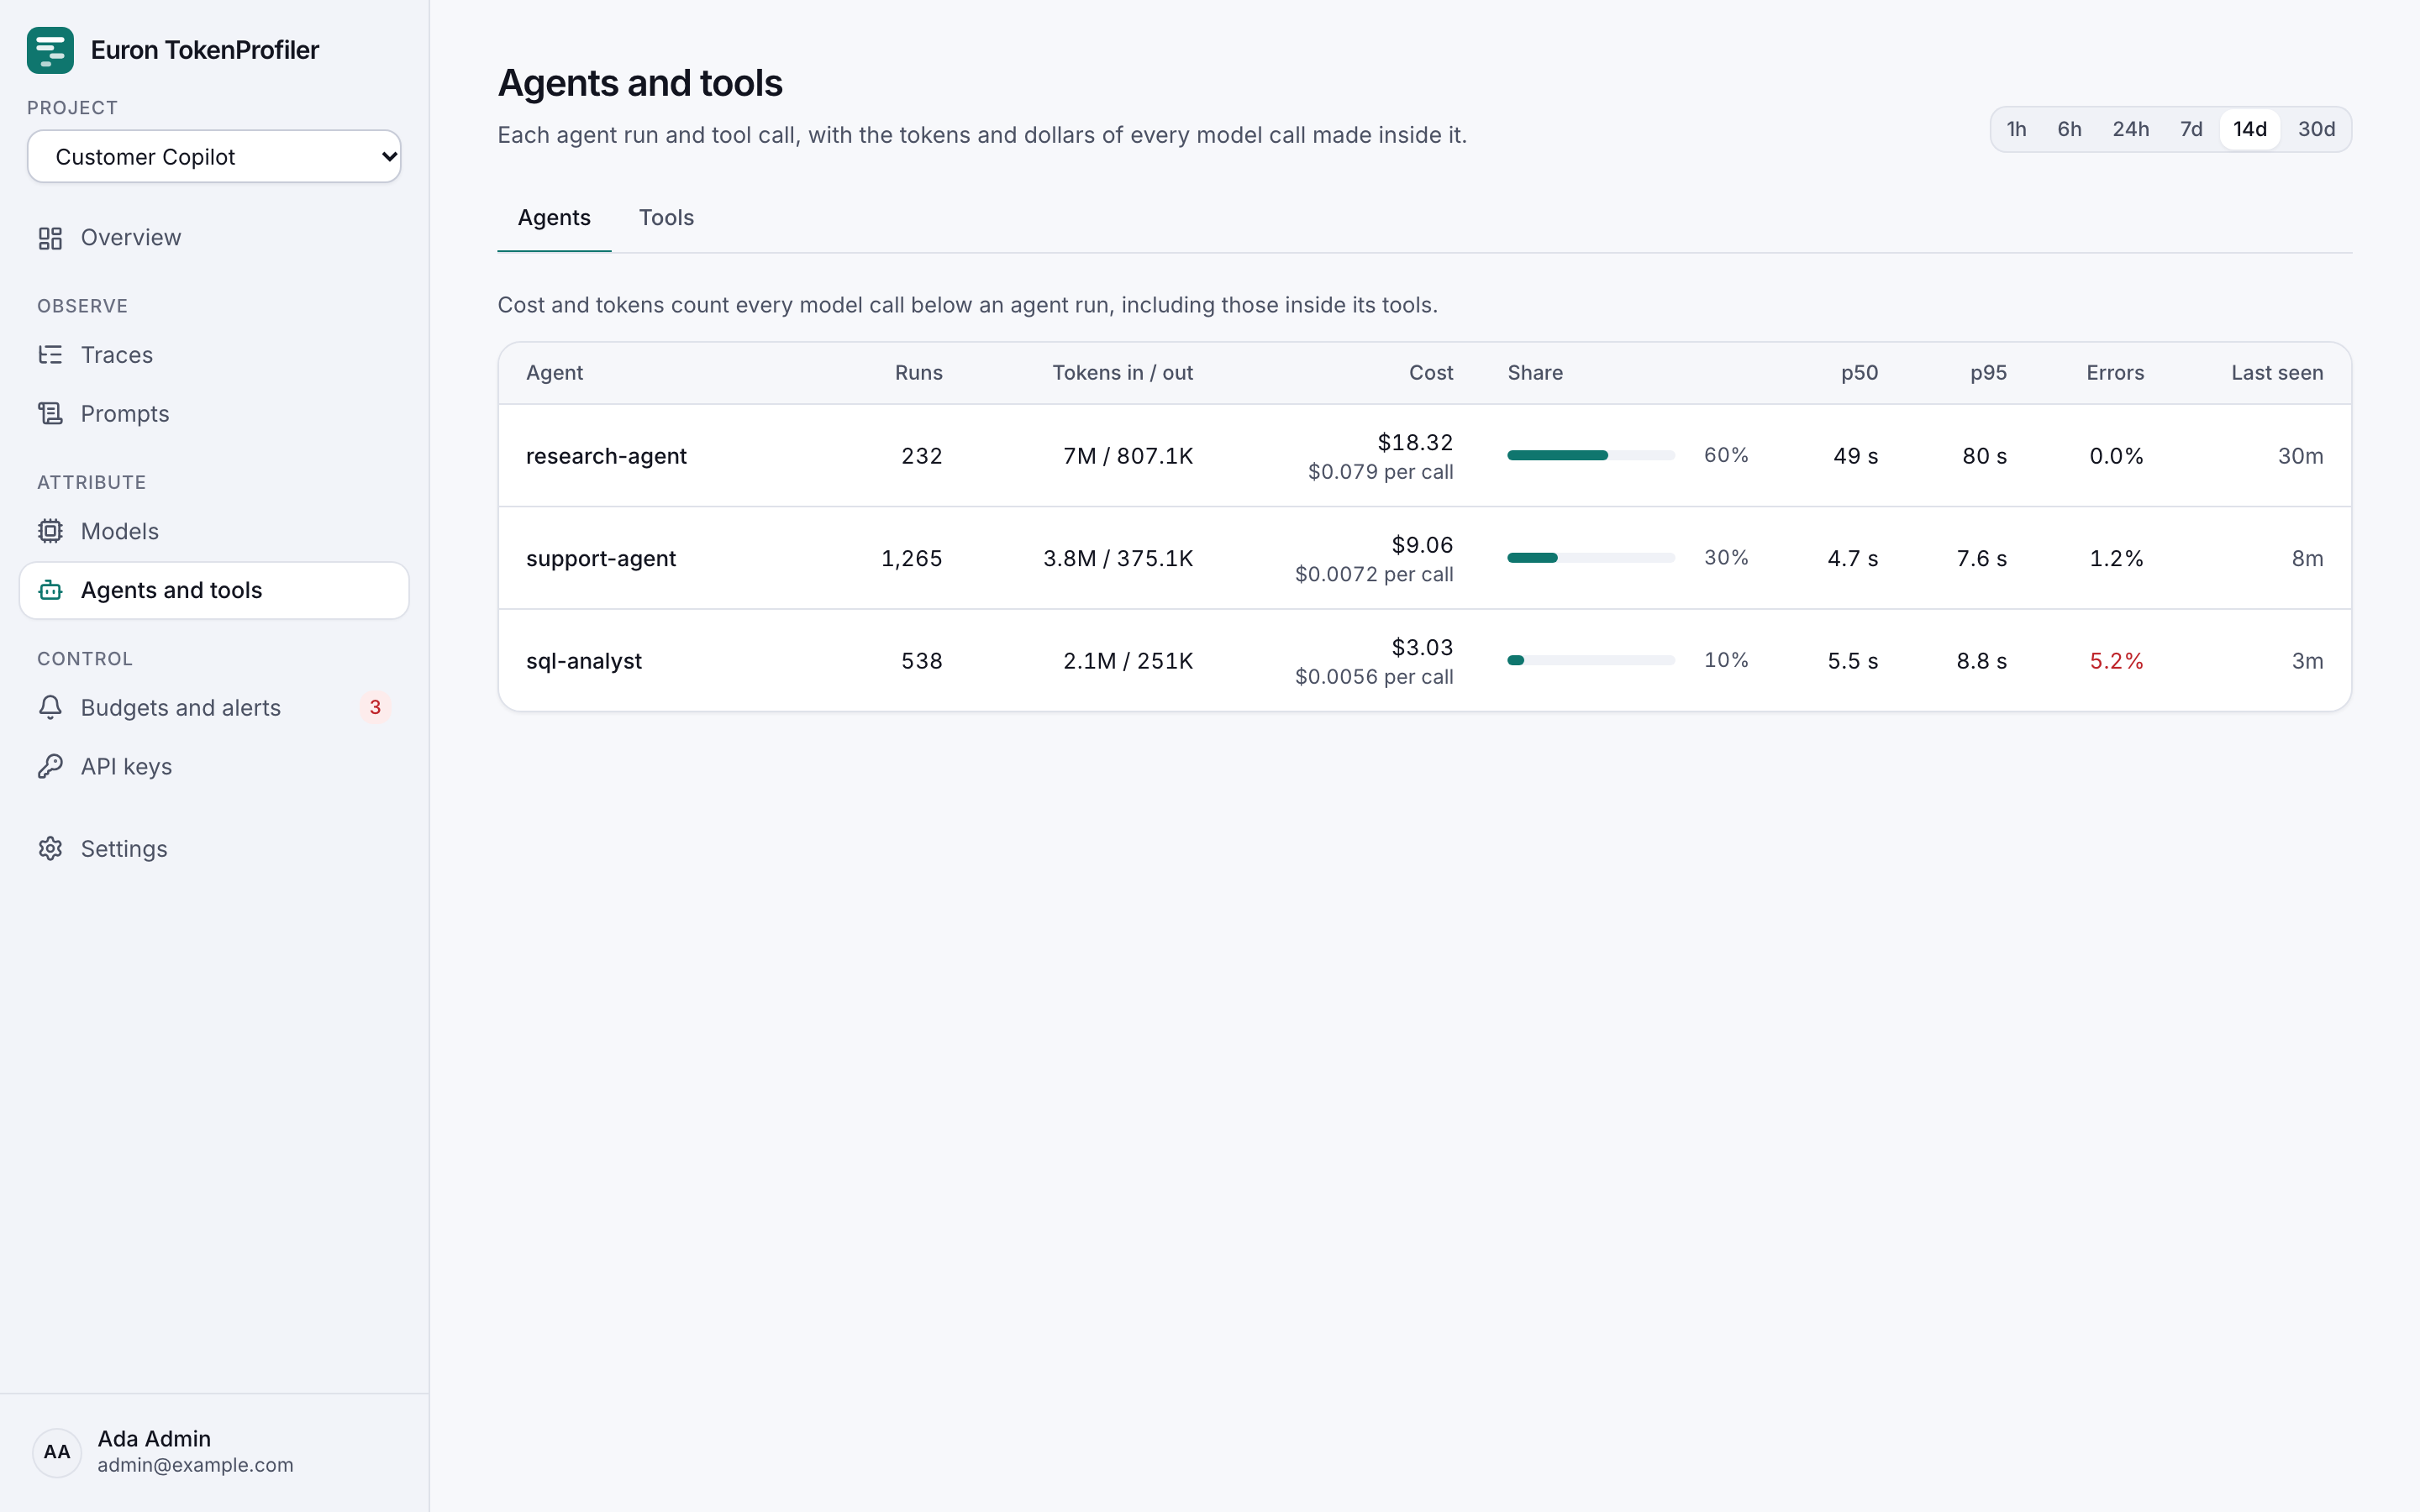 Euron TokenProfiler
PROJECT
Customer Copilot
Overview
OBSERVE
Traces
Prompts
ATTRIBUTE
Models
Agents and tools
CONTROL
Budgets and alerts 3
API keys
Settings
AA
Ada Admin
admin@example.com
Agents and tools
Each agent run and tool call, with the tokens and dollars of every model call made inside it.
1h 6h 24h 7d 14d 30d
Agents Tools
Cost and tokens count every model call below an agent run, including those inside its tools.
Agent Runs Tokens in / out Cost Share p50 p95 Errors Last seen
research-agent 232 7M / 807.1K $18.32 60% 49 s 80 s 0.0% 30m
$0.079 per call
support-agent 1,265 3.8M / 375.1K $9.06 30% 4.7 s 7.6 s 1.2% 8m
$0.0072 per call
sql-analyst 538 2.1M / 251K $3.03 10% 5.5 s 8.8 s 5.2% 3m
$0.0056 per call